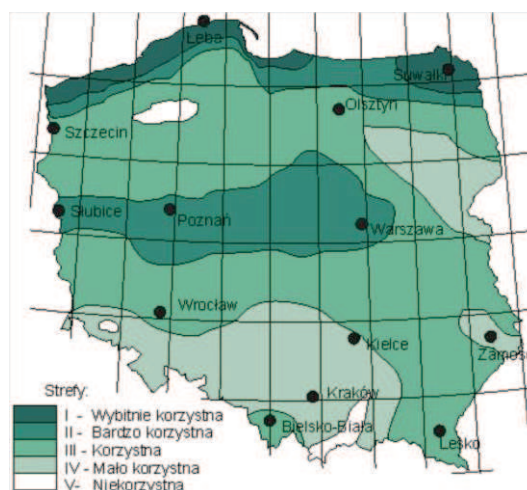 Łeba
Suwałki
Olsztyn
Szczecin
Słubice
Poznań
Warszawa
Wrocław
Kielce
Zamość
Kraków
Bielsko-Biała
Lesko
Strefy:
I - Wybitnie korzystna
II - Bardzo korzystna
III - Korzystna
IV - Mało korzystna
V- Niekorzystna